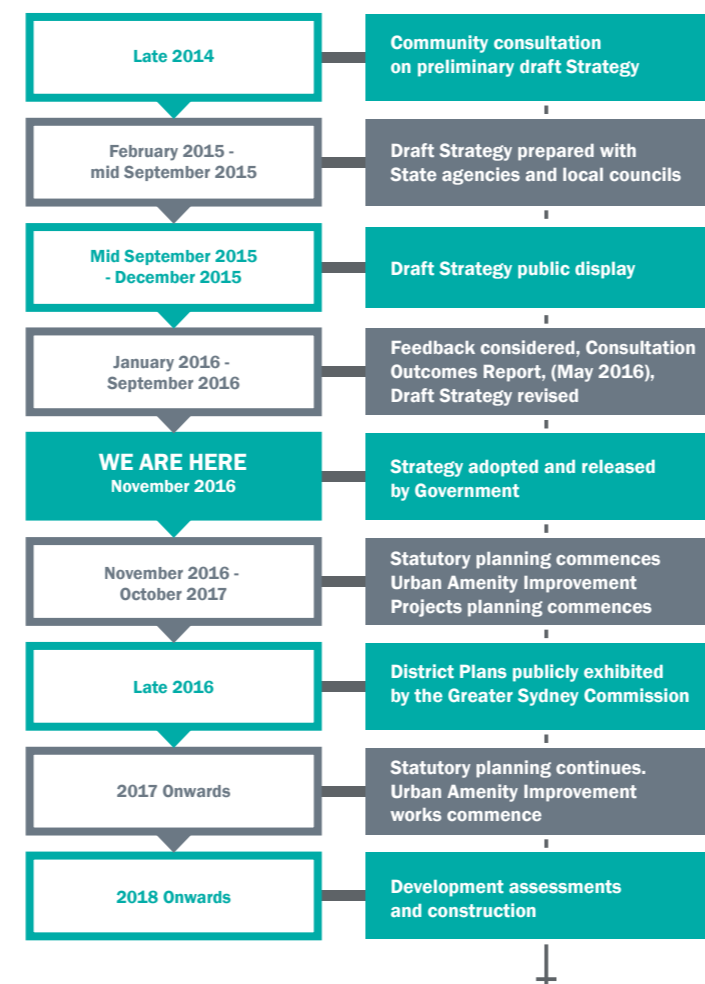 Late 2014
Community consultation
on preliminary draft Strategy
February 2015 -
mid September 2015
Draft Strategy prepared with
State agencies and local councils
Mid September 2015
- December 2015
Draft Strategy public display
January 2016 -
September 2016
Feedback considered, Consultation
Outcomes Report, (May 2016),
Draft Strategy revised
WE ARE HERE
November 2016
Strategy adopted and released
by Government
November 2016 -
October 2017
Statutory planning commences
Urban Amenity Improvement
Projects planning commences
Late 2016
District Plans publicly exhibited
by the Greater Sydney Commission
2017 Onwards
Statutory planning continues.
Urban Amenity Improvement
works commence
2018 Onwards
Development assessments
and construction